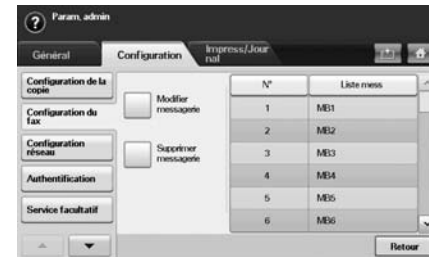 Param. admin
Général
Configuration
Impress/Jour
nal
Configuration de la
copie
Configuration du
fax
Configuration
réseau
Authentification
Service facultatif
Modifier
messagerie
Supprimer
messagerie
N° Liste mess
1 MB1
2 MB2
3 MB3
4 MB4
5 MB5
6 MB6
Retour